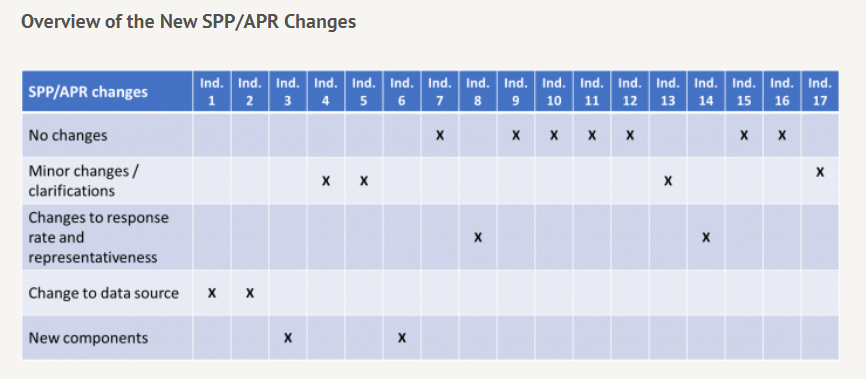 Overview of the New SPP/APR Changes
SPP/APR changes Ind. 1 Ind. 2 Ind. 3 Ind. 4 Ind. 5 Ind. 6 Ind. 7 Ind. 8 Ind. 9 Ind. 10 Ind. 11 Ind. 12 Ind. 13 Ind. 14 Ind. 15 Ind. 16 Ind. 17
No changes X X X X X X X
Minor changes /
clarifications X X X X
Changes to response
rate and
representativeness X X
Change to data source X X
New components X X